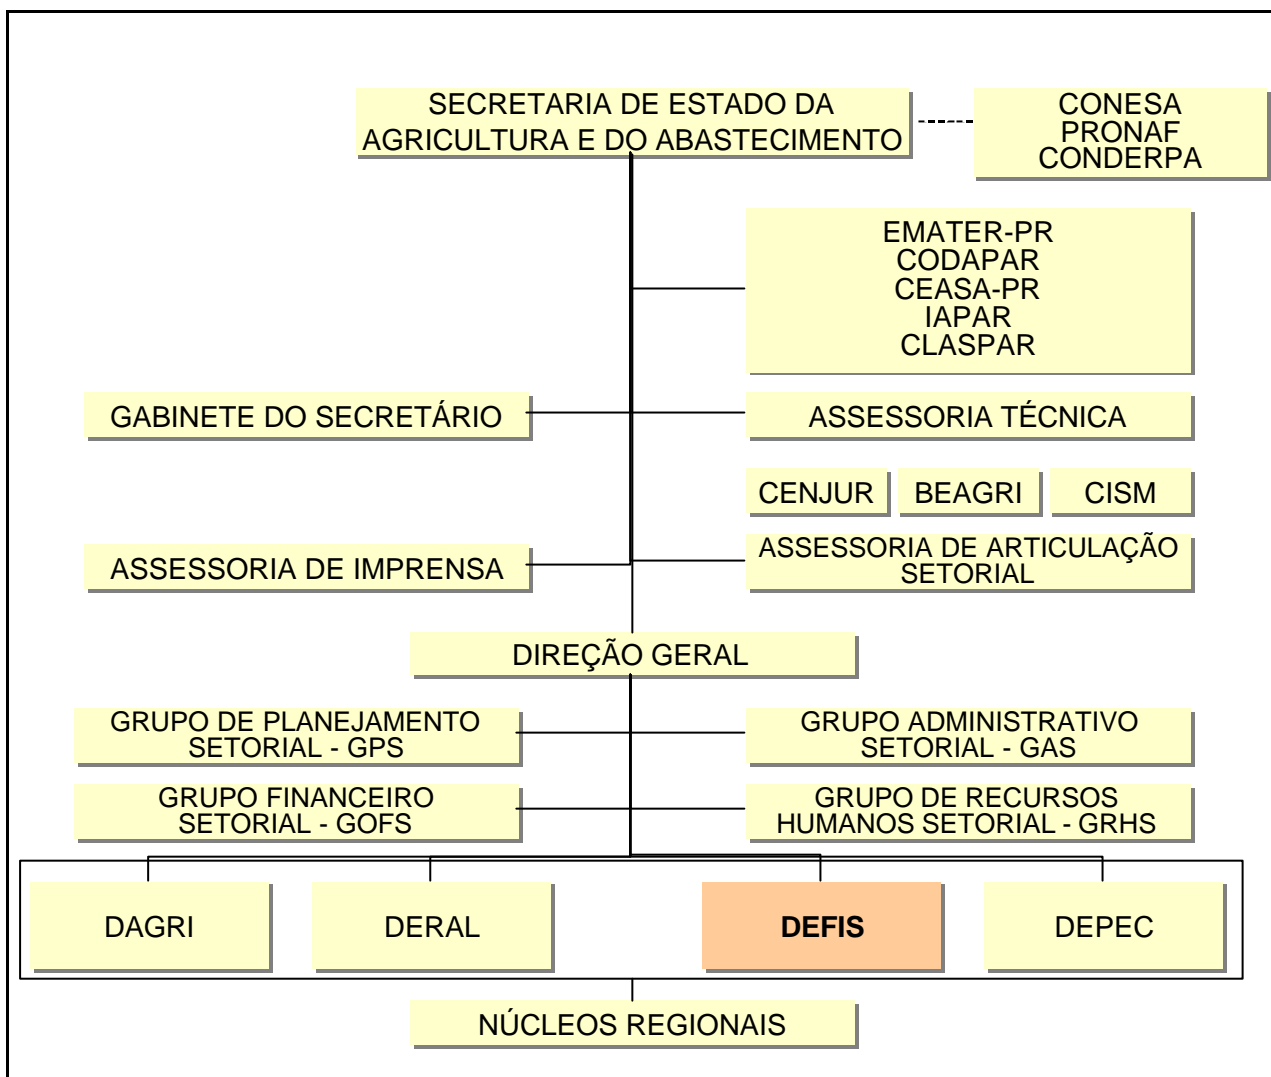 SECRETARIA DE ESTADO DA
AGRICULTURA E DO ABASTECIMENTO
CONESA
PRONAF
CONDERPA
EMATER-PR
CODAPAR
CEASA-PR
IAPAR
CLASPAR
GABINETE DO SECRETÁRIO
ASSESSORIA TÉCNICA
CENJUR
BEAGRI
CISM
ASSESSORIA DE IMPRENSA
ASSESSORIA DE ARTICULAÇÃO
SETORIAL
DIREÇÃO GERAL
GRUPO DE PLANEJAMENTO
SETORIAL - GPS
GRUPO ADMINISTRATIVO
SETORIAL - GAS
GRUPO FINANCEIRO
SETORIAL - GOFS
GRUPO DE RECURSOS
HUMANOS SETORIAL - GRHS
DAGRI
DERAL
DEFIS
DEPEC
NÚCLEOS REGIONAIS